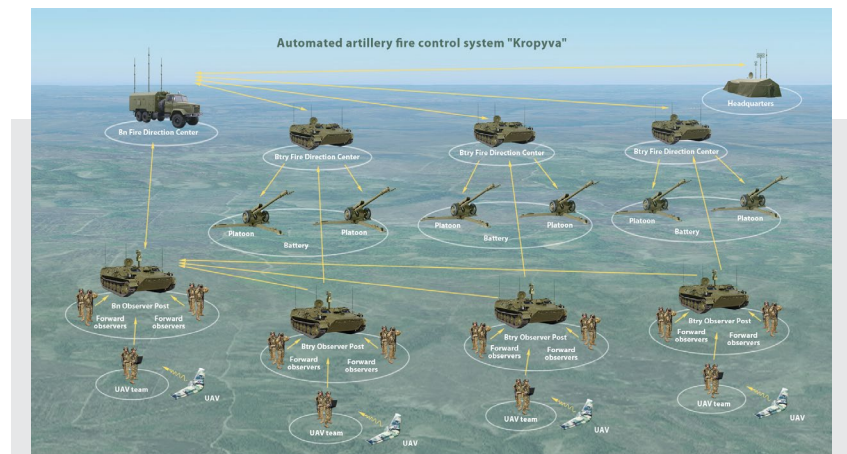 Automated artillery fire control system "Kropyva"
Headquarters
Bn Fire Direction Center
Btry Fire Direction Center
Btry Fire Direction Center
Btry Fire Direction Center
Platoon
Platoon
Battery
Platoon
Platoon
Battery
Platoon
Platoon
Battery
Bn Observer Post
Forward
observers
Forward
observers
Btry Observer Post
Forward
observers
Forward
observers
Btry Observer Post
Forward
observers
Forward
observers
Btry Observer Post
Forward
observers
Forward
observers
UAV team
UAV
UAV team
UAV
UAV team
UAV
UAV team
UAV